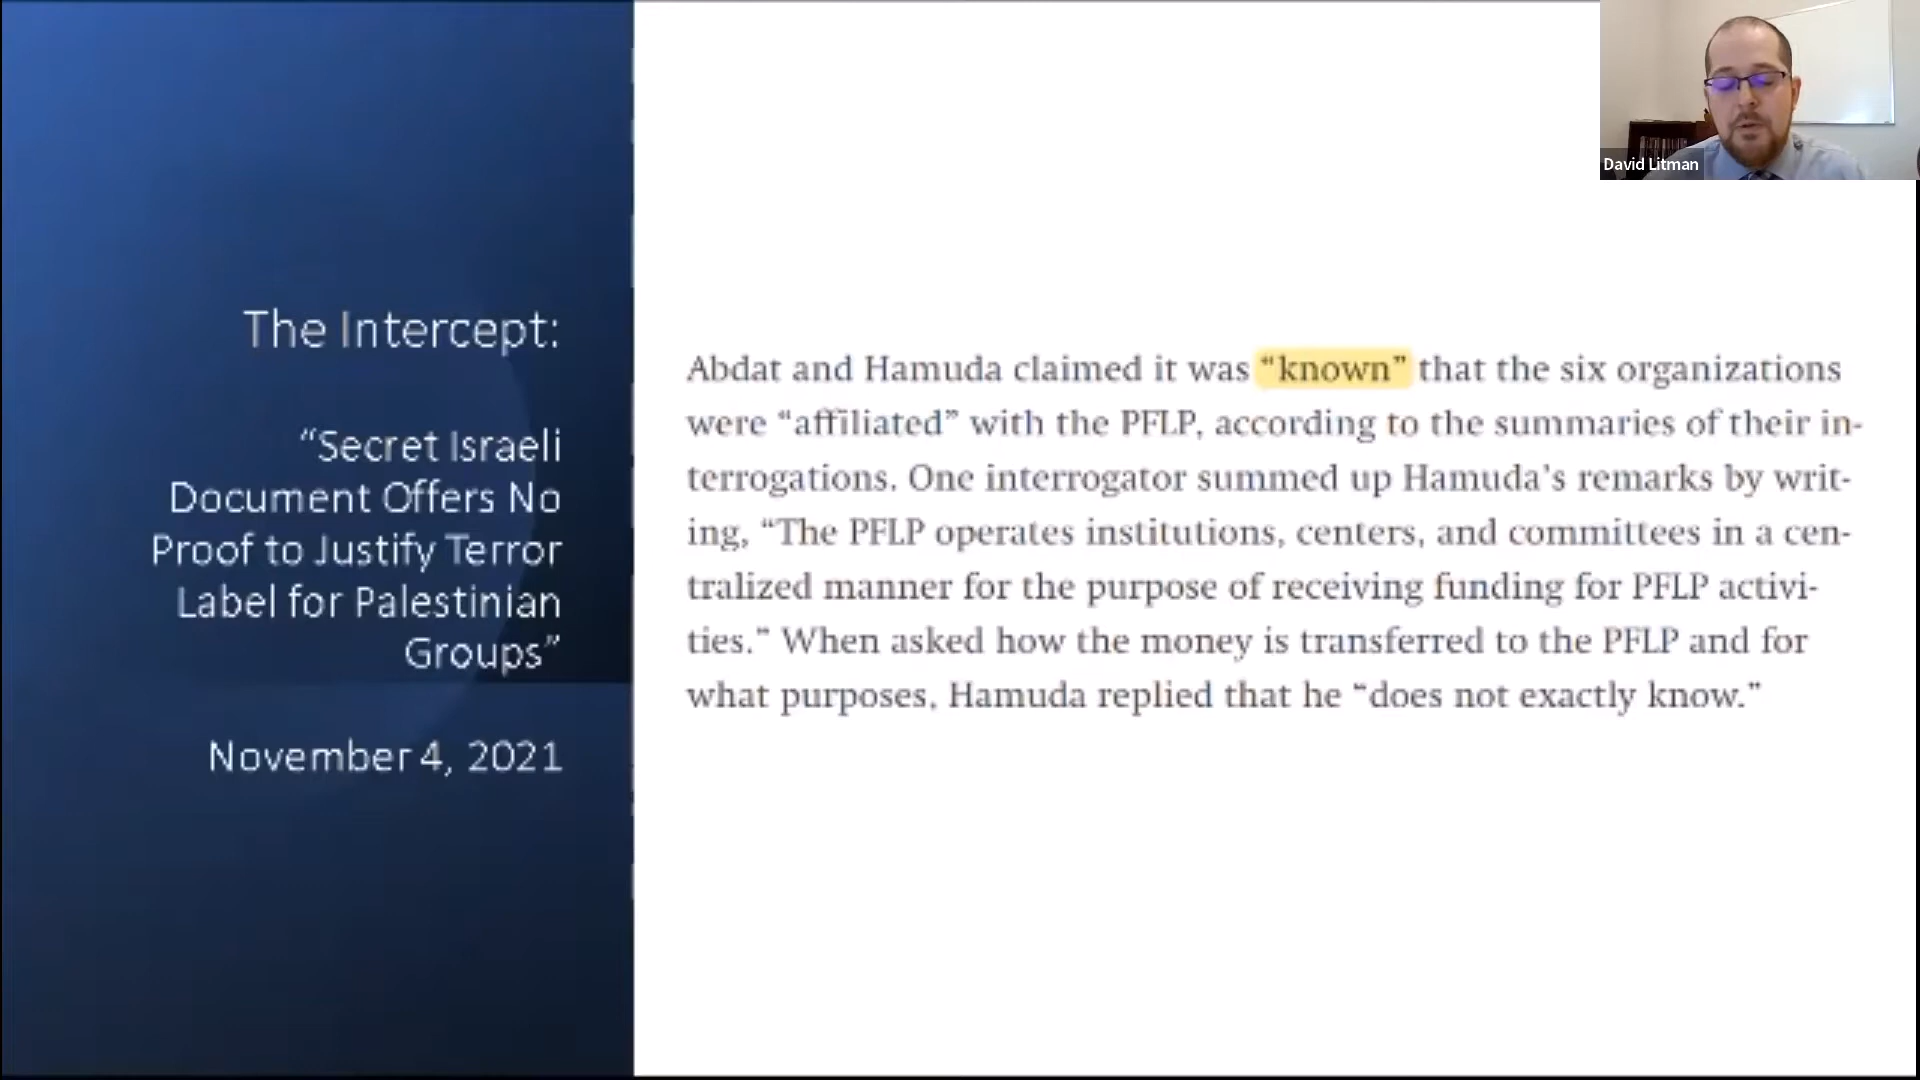 The Intercept:
“Secret Israeli
Document Offers No
Proof to Justify Terror
Label for Palestinian
Groups”
November 4, 2021
Abdat and Hamuda claimed it was “known” that the six organizations
were “affiliated” with the PFLP, according to the summaries of their in-
terrogations. One interrogator summed up Hamuda's remarks by writ-
ing, “The PFLP operates institutions, centers, and committees in a cen-
tralized manner for the purpose of receiving funding for PFLP activi-
ties.” When asked how the money is transferred to the PFLP and for
what purposes, Hamuda replied that he “does not exactly know.”
David Litman